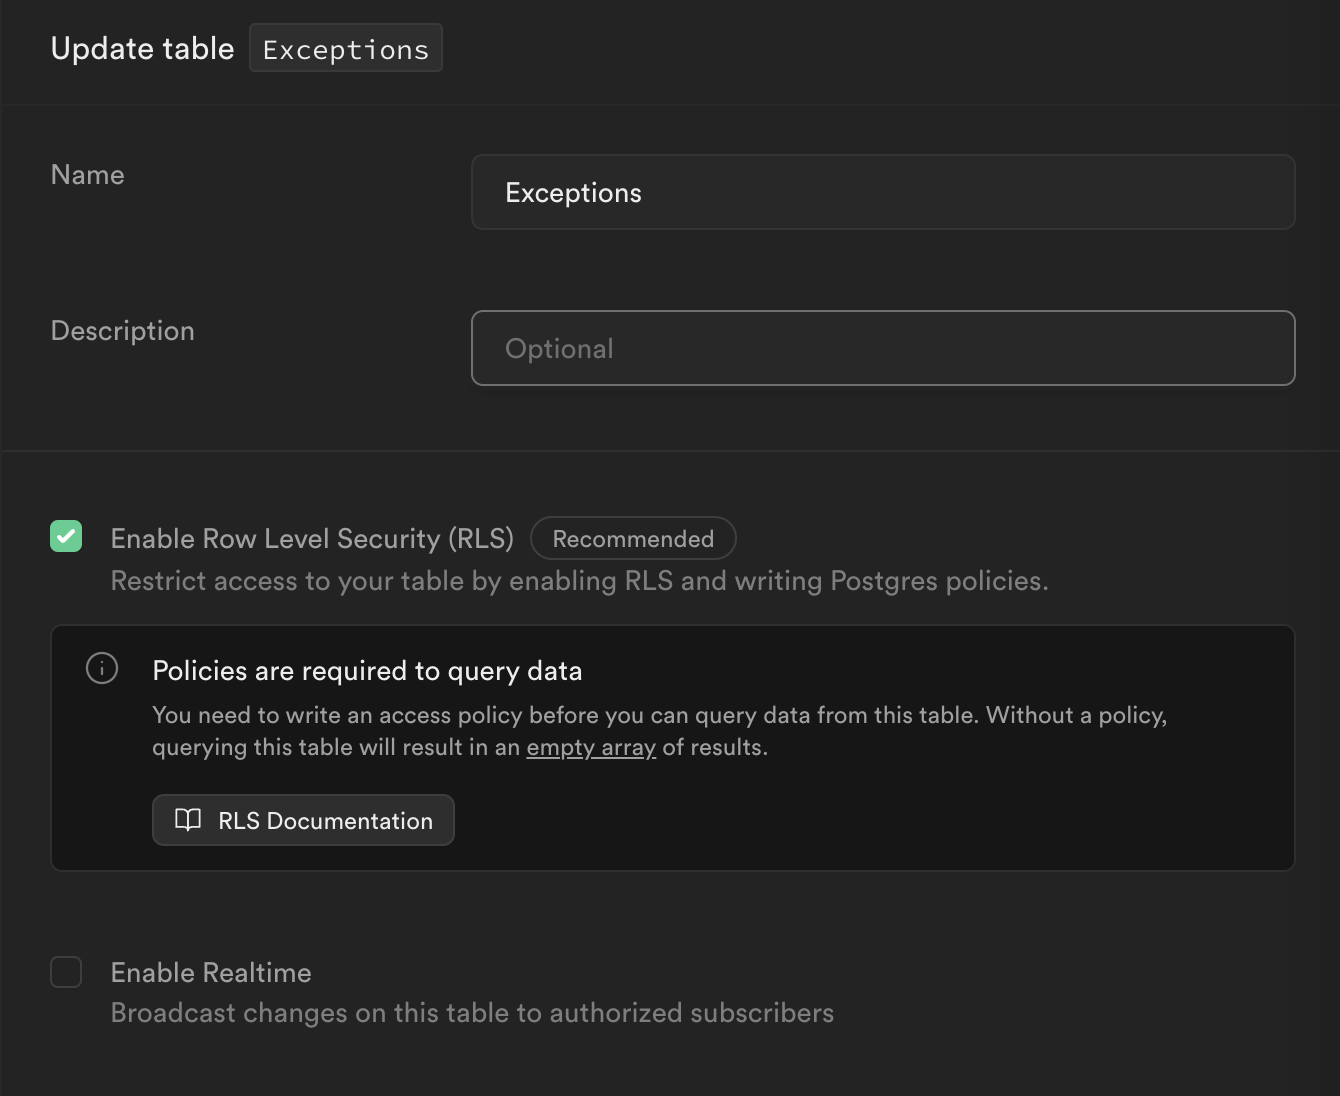 Update table Exceptions
Name
Exceptions
Description
Optional
Enable Row Level Security (RLS) Recommended
Restrict access to your table by enabling RLS and writing Postgres policies.
Policies are required to query data
You need to write an access policy before you can query data from this table. Without a policy,
querying this table will result in an empty array of results.
RLS Documentation
Enable Realtime
Broadcast changes on this table to authorized subscribers